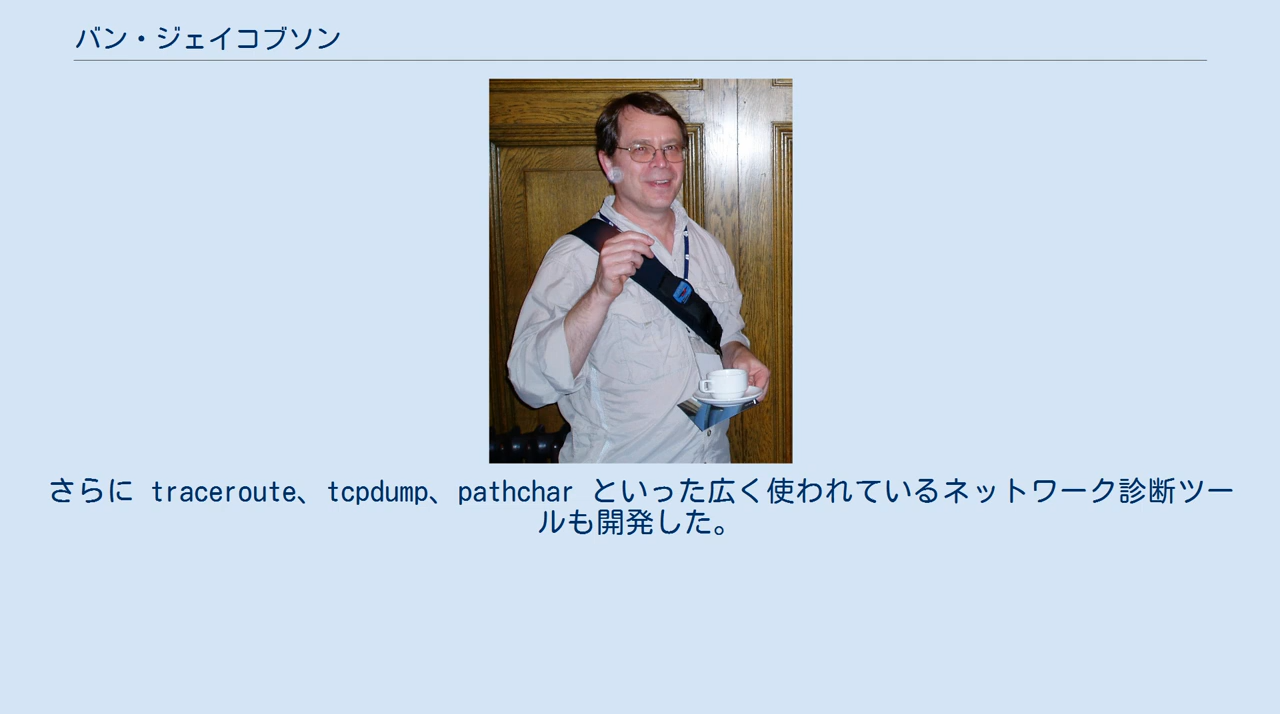 バン・ジェイコブソン
さらに traceroute、tcpdump、pathchar といった広く使われているネットワーク診断ツー
ルも開発した。